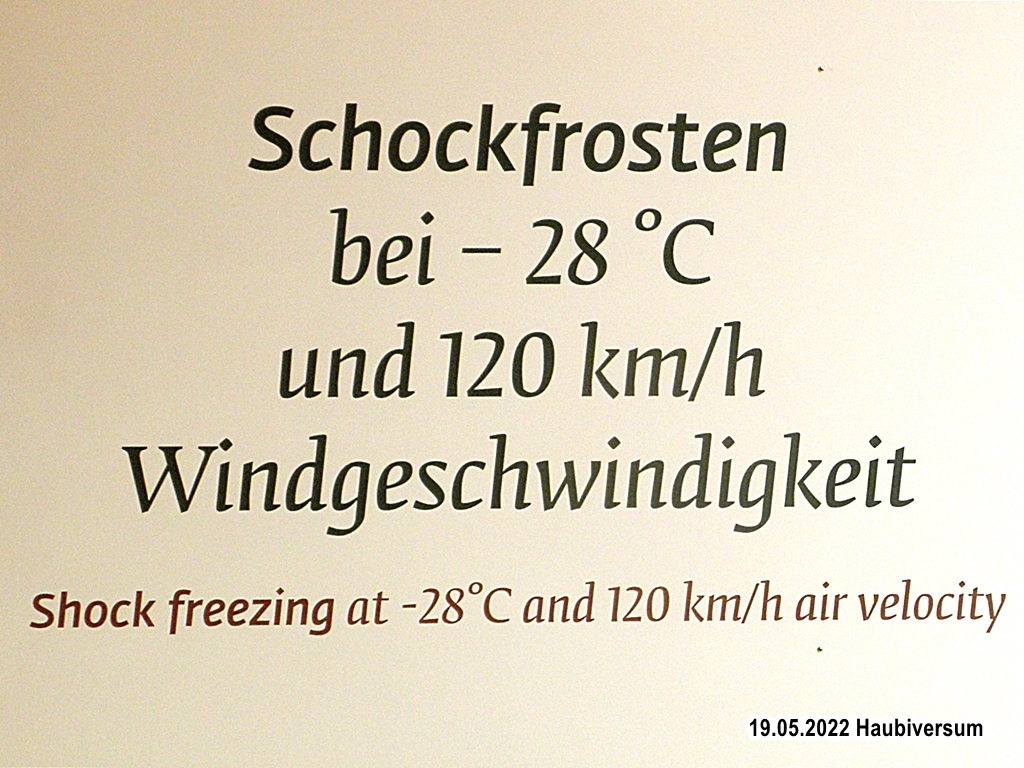 Schockfrosten
bei – 28 °C
und 120 km/h
Windgeschwindigkeit
Shock freezing at -28°C and 120 km/h air velocity
19.05.2022 Haubiversum